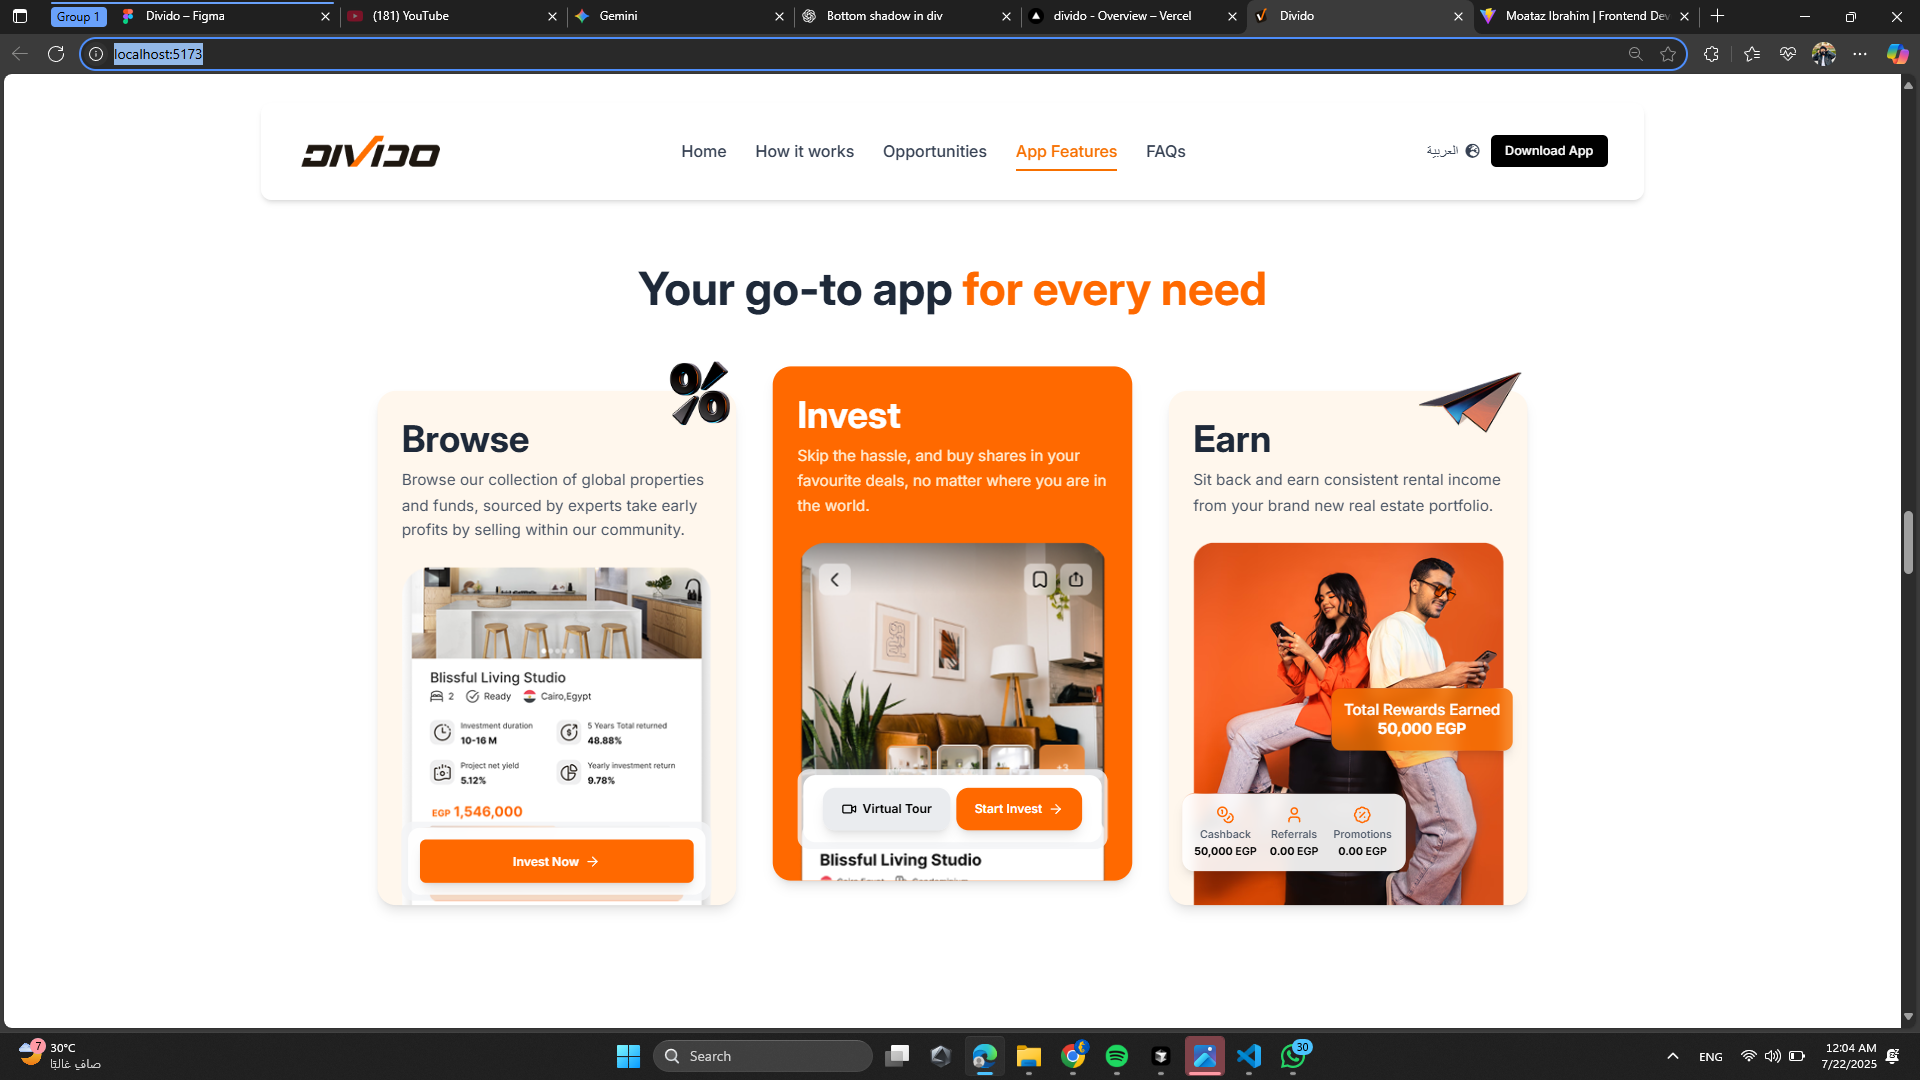 Group 1
Divido – Figma
(181) YouTube
Gemini
Bottom shadow in div
divido - Overview – Vercel
Divido
Moataz Ibrahim | Frontend Dev
localhost:5173
DIVIDO
Home
How it works
Opportunities
App Features
FAQs
العربية
Download App
Your go-to app for every need
Browse
Browse our collection of global properties
and funds, sourced by experts take early
profits by selling within our community.
Blissful Living Studio
2 Ready Cairo,Egypt
Investment duration
10-16 M
5 Years Total returned
48.88%
Project net yield
5.12%
Yearly investment return
9.78%
EGP 1,546,000
Invest Now
Invest
Skip the hassle, and buy shares in your
favourite deals, no matter where you are in
the world.
+3
Virtual Tour
Start Invest
Blissful Living Studio
Earn
Sit back and earn consistent rental income
from your brand new real estate portfolio.
Total Rewards Earned
50,000 EGP
Cashback
50,000 EGP
Referrals
0.00 EGP
Promotions
0.00 EGP
7
30°C
صافٍ غالبًا
Search
30
ENG
12:04 AM
7/22/2025